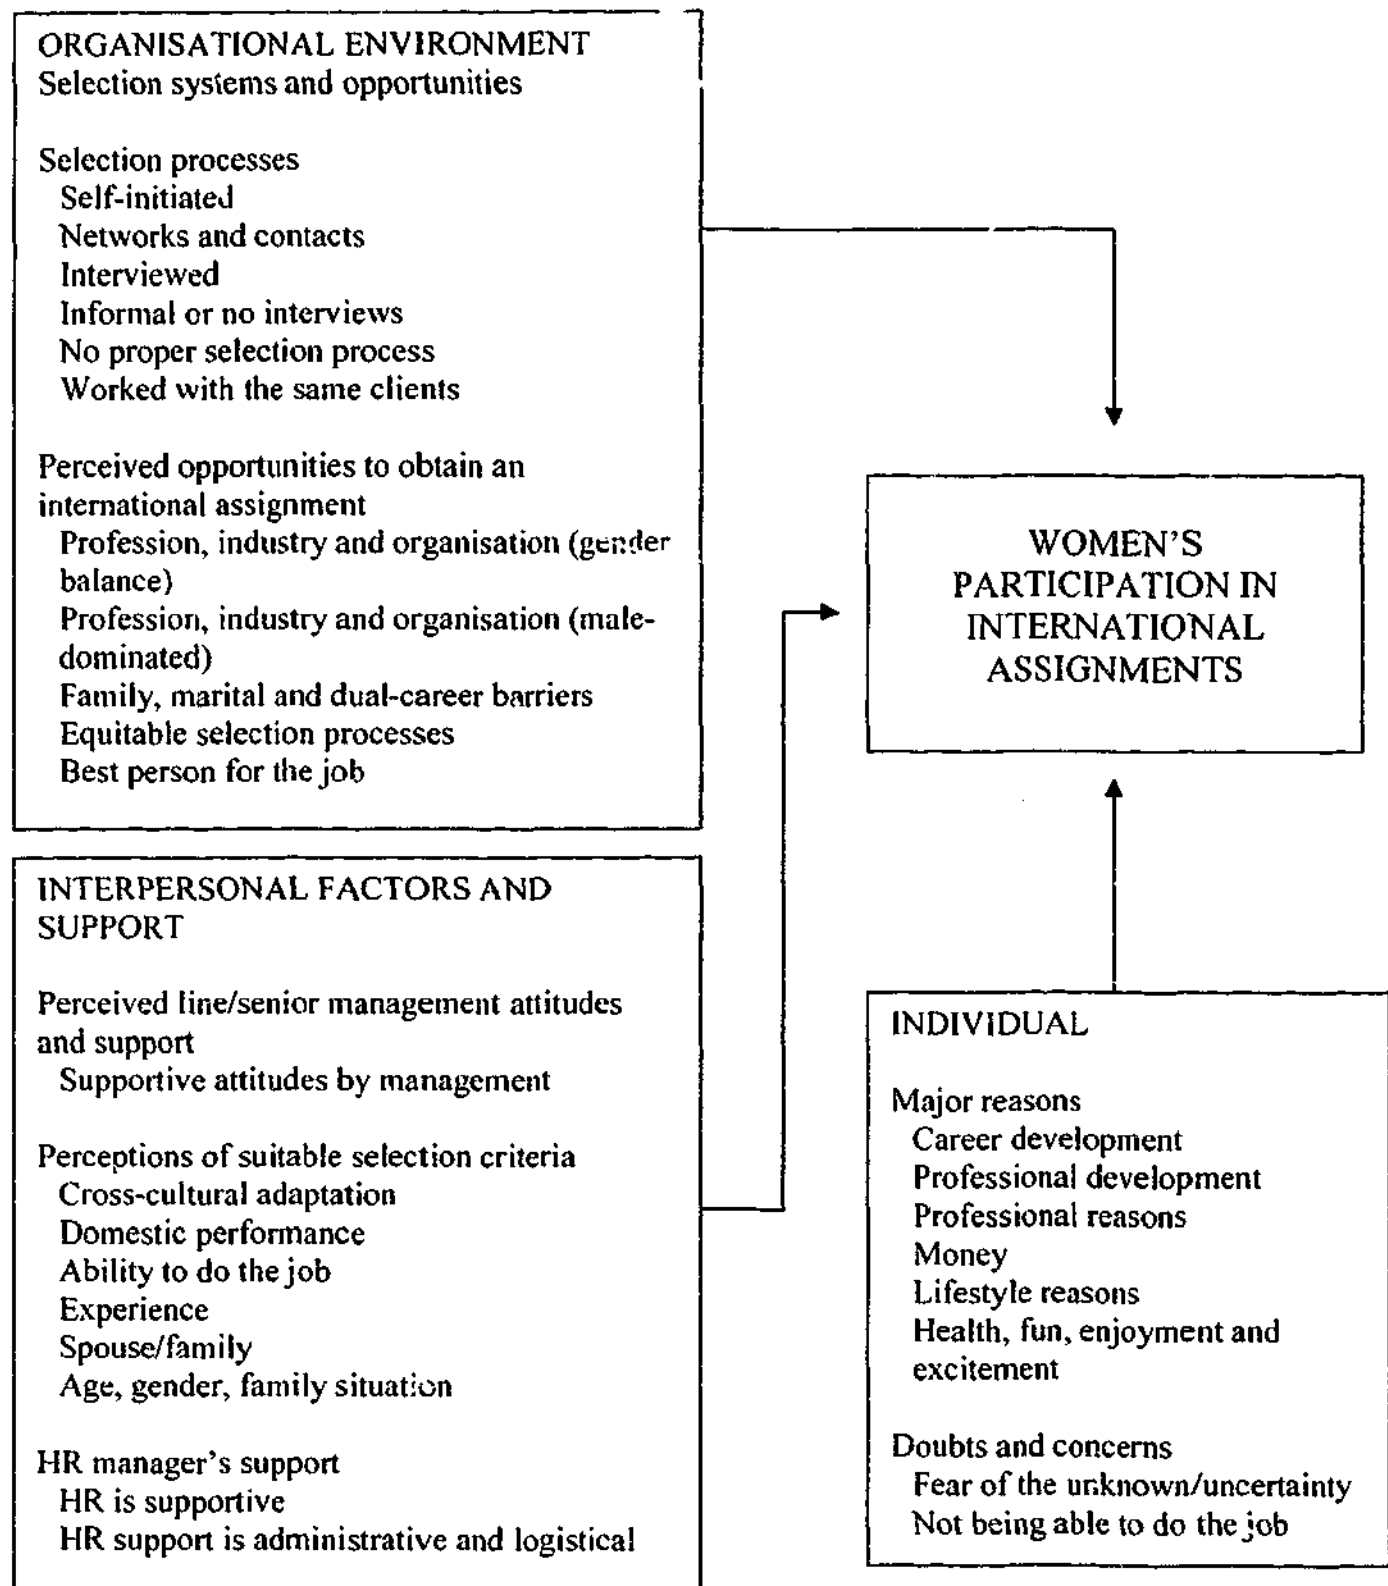 ORGANISATIONAL ENVIRONMENT
Selection systems and opportunities
Selection processes
Self-initiated
Networks and contacts
Interviewed
Informal or no interviews
No proper selection process
Worked with the same clients
Perceived opportunities to obtain an
international assignment
Profession, industry and organisation (gender
balance)
Profession, industry and organisation (male-
dominated)
Family, marital and dual-career barriers
Equitable selection processes
Best person for the job
INTERPERSONAL FACTORS AND
SUPPORT
Perceived line/senior management attitudes
and support
Supportive attitudes by management
Perceptions of suitable selection criteria
Cross-cultural adaptation
Domestic performance
Ability to do the job
Experience
Spouse/family
Age, gender, family situation
HR manager's support
HR is supportive
HR support is administrative and logistical
WOMEN'S
PARTICIPATION IN
INTERNATIONAL
ASSIGNMENTS
INDIVIDUAL
Major reasons
Career development
Professional development
Professional reasons
Money
Lifestyle reasons
Health, fun, enjoyment and
excitement
Doubts and concerns
Fear of the unknown/uncertainty
Not being able to do the job